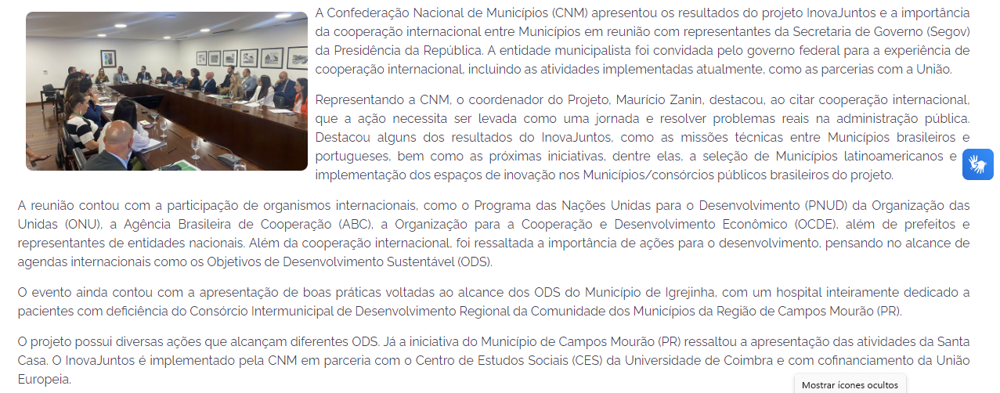 A Confederação Nacional de Municípios (CNM) apresentou os resultados do projeto InovaJuntos e a importância
da cooperação internacional entre Municípios em reunião com representantes da Secretaria de Governo (Segov)
da Presidência da República. A entidade municipalista foi convidada pelo governo federal para a experiência de
cooperação internacional, incluindo as atividades implementadas atualmente, como as parcerias com a União.
Representando a CNM, o coordenador do Projeto, Maurício Zanin, destacou, ao citar cooperação internacional,
que a ação necessita ser levada como uma jornada e resolver problemas reais na administração pública.
Destacou alguns dos resultados do InovaJuntos, como as missões técnicas entre Municípios brasileiros e
portugueses, bem como as próximas iniciativas, dentre elas, a seleção de Municípios latinoamericanos e
implementação dos espaços de inovação nos Municípios/consórcios públicos brasileiros do projeto.
A reunião contou com a participação de organismos internacionais, como o Programa das Nações Unidas para o Desenvolvimento (PNUD) da Organização das
Unidas (ONU), a Agência Brasileira de Cooperação (ABC), a Organização para a Cooperação e Desenvolvimento Econômico (OCDE), além de prefeitos e
representantes de entidades nacionais. Além da cooperação internacional, foi ressaltada a importância de ações para o desenvolvimento, pensando no alcance de
agendas internacionais como os Objetivos de Desenvolvimento Sustentável (ODS).
O evento ainda contou com a apresentação de boas práticas voltadas ao alcance dos ODS do Município de Igrejinha, com um hospital inteiramente dedicado a
pacientes com deficiência do Consórcio Intermunicipal de Desenvolvimento Regional da Comunidade dos Municípios da Região de Campos Mourão (PR).
O projeto possui diversas ações que alcançam diferentes ODS. Já a iniciativa do Município de Campos Mourão (PR) ressaltou a apresentação das atividades da Santa
Casa. O InovaJuntos é implementado pela CNM em parceria com o Centro de Estudos Sociais (CES) da Universidade de Coimbra e com cofinanciamento da União
Europeia.
Mostrar ícones ocultos